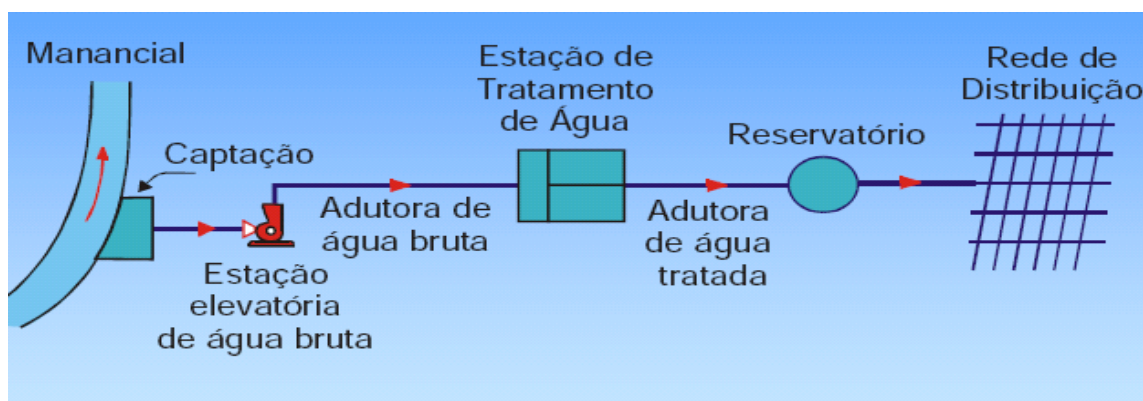 Manancial
Captação
Estação
elevatória
de água bruta
Adutora de
água bruta
Estação de
Tratamento
de Água
Adutora
de água
tratada
Reservatório
Rede de
Distribuição